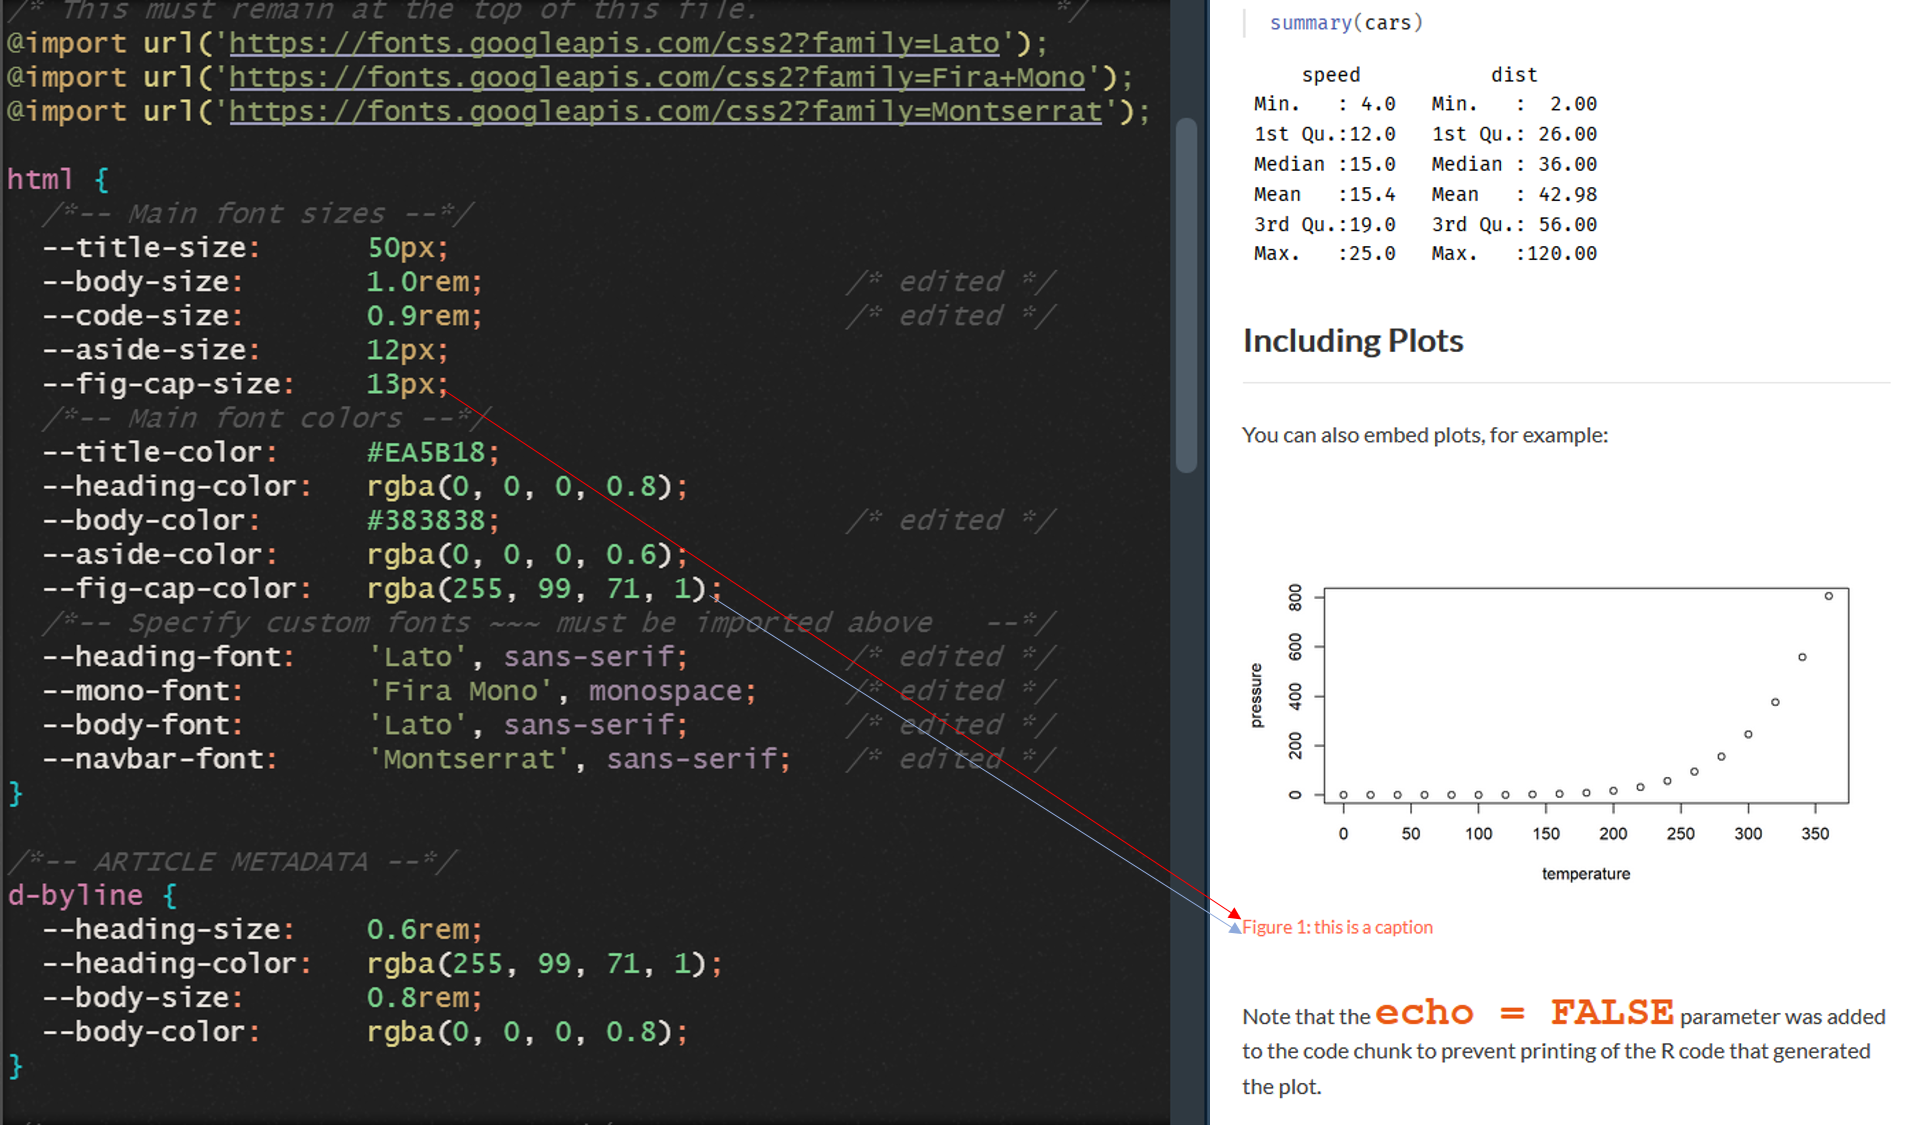 /* This must remain at the top of this file. */
@import url('https://fonts.googleapis.com/css2?family=Lato');
@import url('https://fonts.googleapis.com/css2?family=Fira+Mono');
@import url('https://fonts.googleapis.com/css2?family=Montserrat');
html {
/*-- Main font sizes --*/
--title-size: 50px;
--body-size: 1.0rem; /* edited */
--code-size: 0.9rem; /* edited */
--aside-size: 12px;
--fig-cap-size: 13px;
/*-- Main font colors --*/
--title-color: #EA5B18;
--heading-color: rgba(0, 0, 0, 0.8);
--body-color: #383838; /* edited */
--aside-color: rgba(0, 0, 0, 0.6);
--fig-cap-color: rgba(255, 99, 71, 1);
/*-- Specify custom fonts ~~~ must be imported above --*/
--heading-font: 'Lato', sans-serif; /* edited */
--mono-font: 'Fira Mono', monospace; /* edited */
--body-font: 'Lato', sans-serif; /* edited */
--navbar-font: 'Montserrat', sans-serif; /* edited */
}
/*-- ARTICLE METADATA --*/
d-byline {
--heading-size: 0.6rem;
--heading-color: rgba(255, 99, 71, 1);
--body-size: 0.8rem;
--body-color: rgba(0, 0, 0, 0.8);
}
summary(cars)
speed dist
Min. : 4.0 Min. : 2.00
1st Qu.:12.0 1st Qu.: 26.00
Median :15.0 Median : 36.00
Mean :15.4 Mean : 42.98
3rd Qu.:19.0 3rd Qu.: 56.00
Max. :25.0 Max. :120.00
Including Plots
You can also embed plots, for example:
pressure
800
600
400
200
0
0 50 100 150 200 250 300 350
temperature
Figure 1: this is a caption
Note that the echo = FALSE parameter was added
to the code chunk to prevent printing of the R code that generated
the plot.